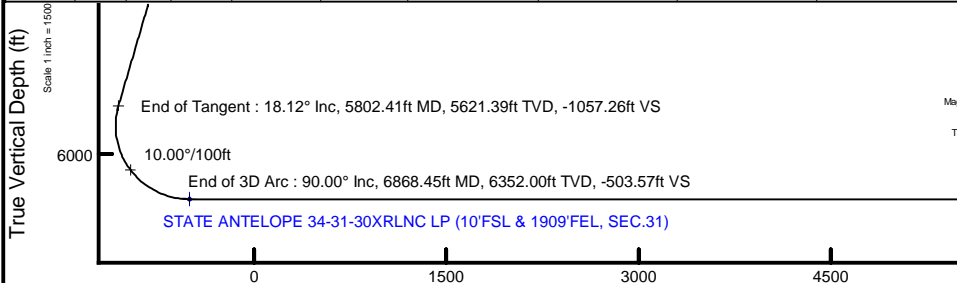 True Vertical Depth (ft)
Scale 1 inch = 1500
End of Tangent : 18.12° Inc, 5802.41ft MD, 5621.39ft TVD, -1057.26ft VS
6000
10.00°/100ft
End of 3D Arc : 90.00° Inc, 6868.45ft MD, 6352.00ft TVD, -503.57ft VS
STATE ANTELOPE 34-31-30XRLNC LP (10'FSL & 1909'FEL, SEC.31)
0
1500
3000
4500
Mag
T